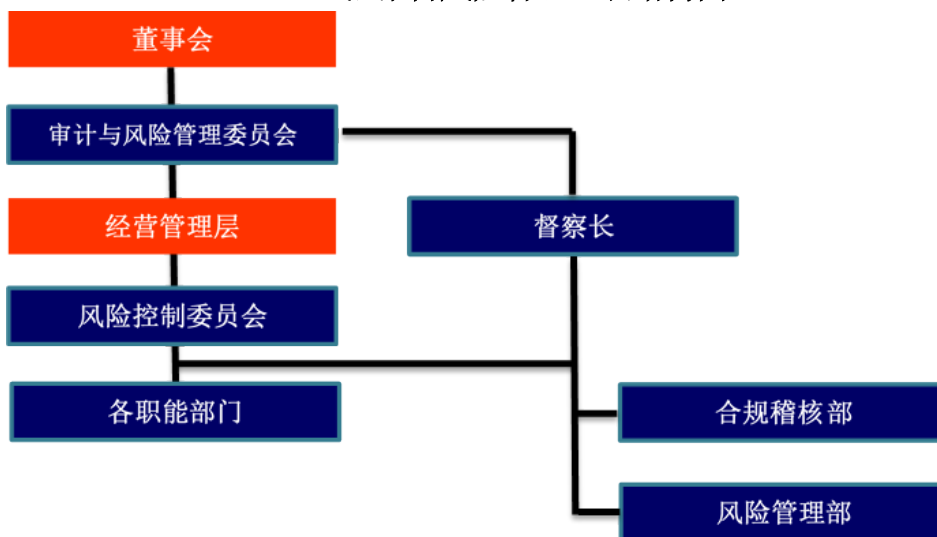 董事会
审计与风险管理委员会
经营管理层
督察长
风险控制委员会
各职能部门
合规稽核部
风险管理部